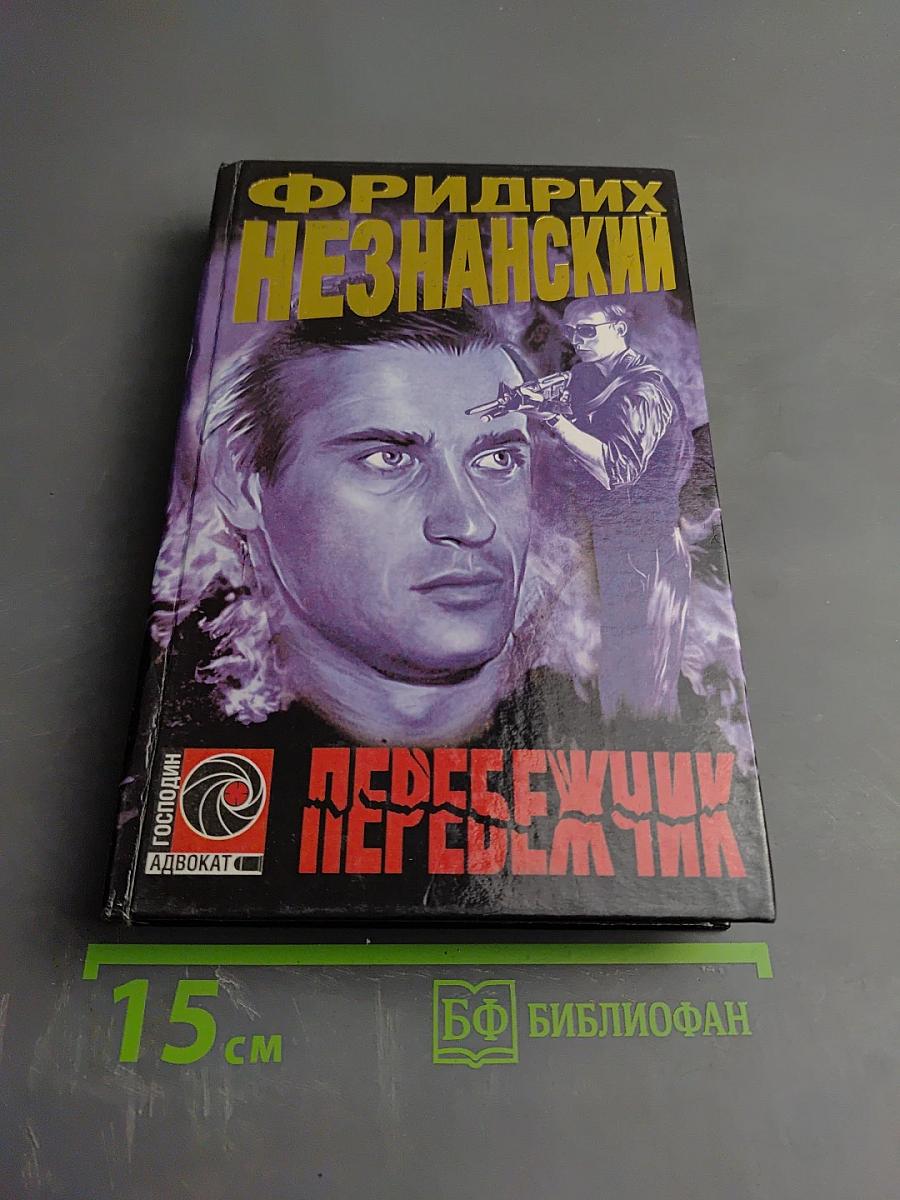 ФРИДРИХ
НЕЗНАНСКИЙ
ГОСПОДИН
АДВОКАТ
ПЕРЕБЕЖЧИК
15 см
БФ БИБЛИОФАН